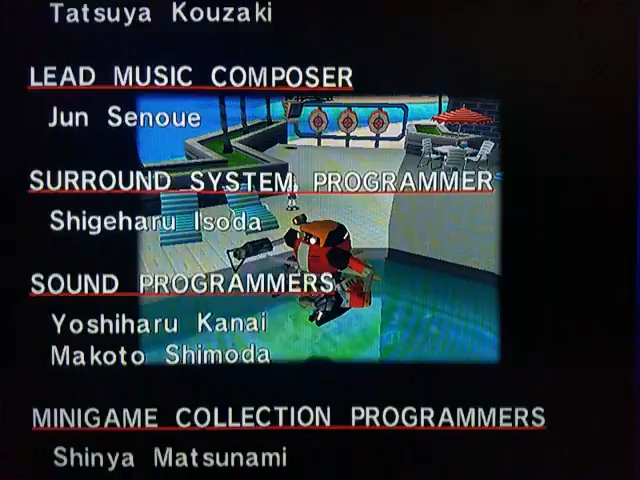 Tatsuya Kouzaki
LEAD MUSIC COMPOSER
Jun Senoue
SURROUND SYSTEM PROGRAMMER
Shigeharu Isoda
SOUND PROGRAMMERS
Yoshiharu Kanai
Makoto Shimoda
MINIGAME COLLECTION PROGRAMMERS
Shinya Matsunami